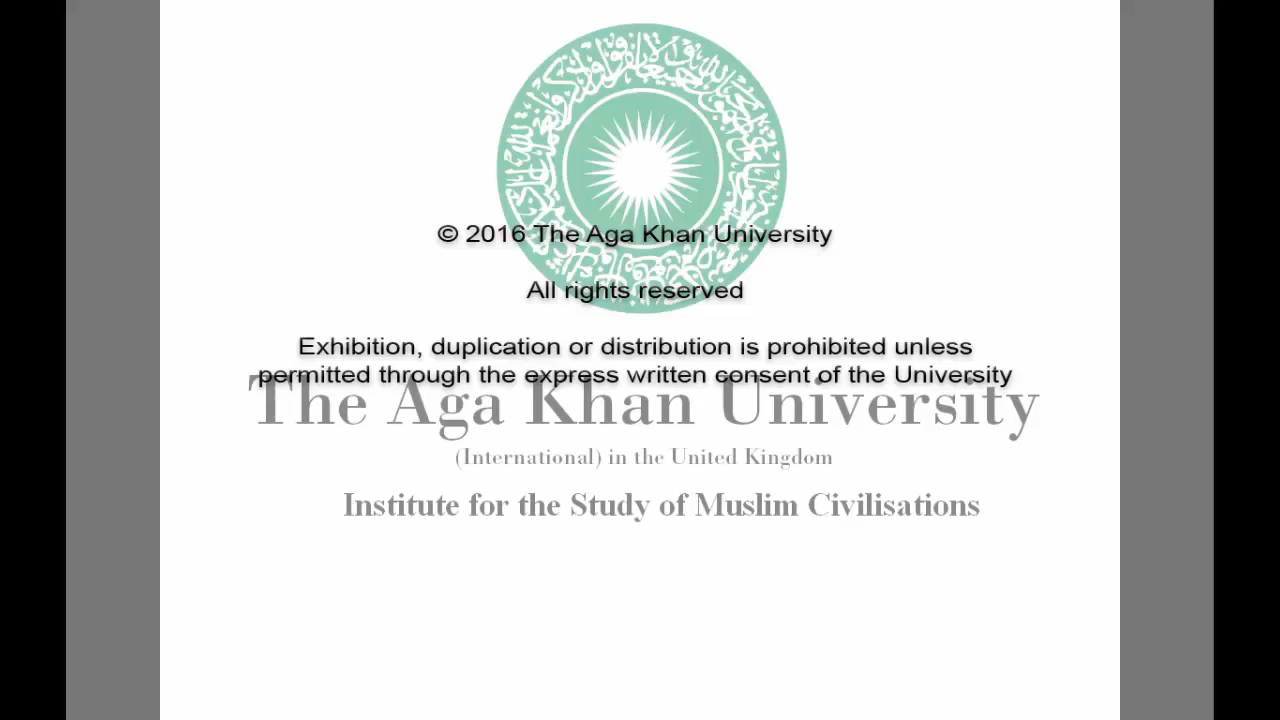 © 2016 The Aga Khan University
All rights reserved
Exhibition, duplication or distribution is prohibited unless
permitted through the express written consent of the University
The Aga Khan University
(International) in the United Kingdom
Institute for the Study of Muslim Civilisations